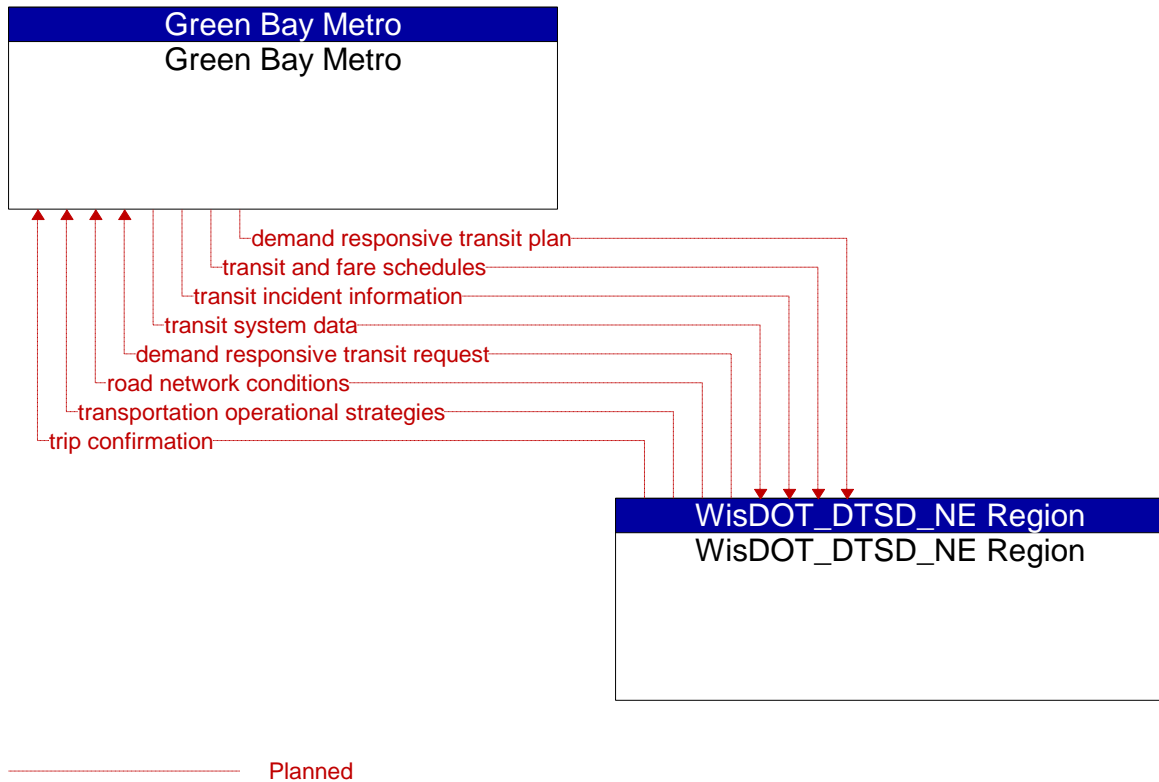 Green Bay Metro
Green Bay Metro
demand responsive transit plan
transit and fare schedules
transit incident information
transit system data
demand responsive transit request
road network conditions
transportation operational strategies
trip confirmation
WisDOT_DTSD_NE Region
WisDOT_DTSD_NE Region
Planned